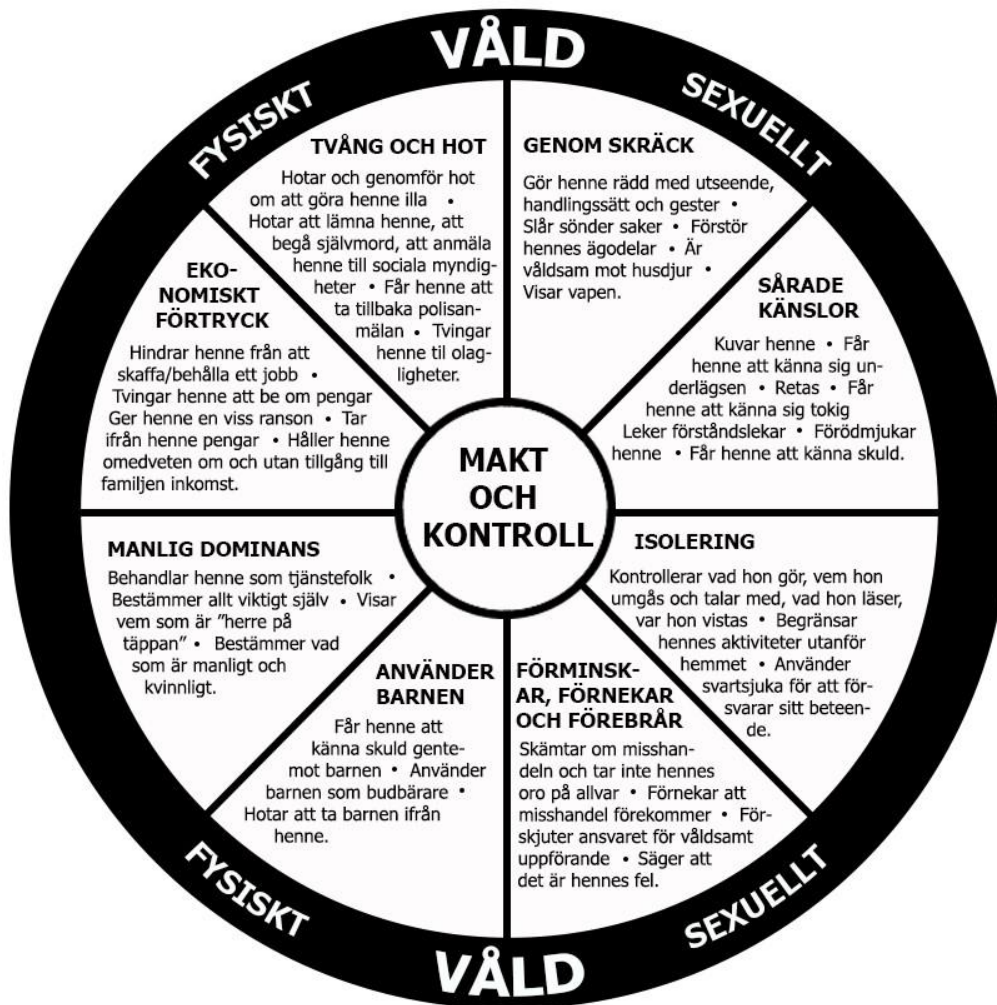 VÅLD
FYSISKT
SEXUELLT
TVÅNG OCH HOT
Hotar och genomför hot
om att göra henne illa •
Hotar att lämna henne, att
begå självmord, att anmäla
henne till sociala myndig-
heter • Får henne att
ta tillbaka polisan-
mälan • Tvingar
henne til olag-
ligheter.
GENOM SKRÄCK
Gör henne rädd med utseende,
handlingssätt och gester •
Slår sönder saker • Förstör
hennes ägodelar • Är
våldsam mot husdjur •
Visar vapen.
SÅRADE
KÄNSLOR
Kuvar henne • Får
henne att känna sig un-
derlägsen • Retas • Får
henne att känna sig tokig
Leker förståndslekar • Förödmjukar
henne • Får henne att känna skuld.
ISOLERING
Kontrollerar vad hon gör, vem hon
umgås och talar med, vad hon läser,
var hon vistas • Begränsar
hennes aktiviteter utanför
hemmet • Använder
svartsjuka för att för-
svarar sitt beteen-
de.
FÖRMINSK-
AR, FÖRNEKAR
OCH FÖREBRÅR
Skämtar om misshan-
deln och tar inte hennes
oro på allvar • Förnekar att
misshandel förekommer • För-
skjuter ansvaret för våldsamt
uppförande • Säger att
det är hennes fel.
ANVÄNDER
BARNEN
Får henne att
känna skuld gente-
mot barnen • Använder
barnen som budbärare •
Hotar att ta barnen ifrån
henne.
MANLIG DOMINANS
Behandlar henne som tjänstefolk •
Bestämmer allt viktigt själv • Visar
vem som är ”herre på
täppan” • Bestämmer vad
som är manligt och
kvinnligt.
EKO-
NOMISKT
FÖRTRYCK
Hindrar henne från att
skaffa/behålla ett jobb •
Tvingar henne att be om pengar
Ger henne en viss ranson • Tar
ifrån henne pengar • Håller henne
omedveten om och utan tillgång till
familjen inkomst.
MAKT
OCH
KONTROLL
FYSISKT
SEXUELLT
VÅLD